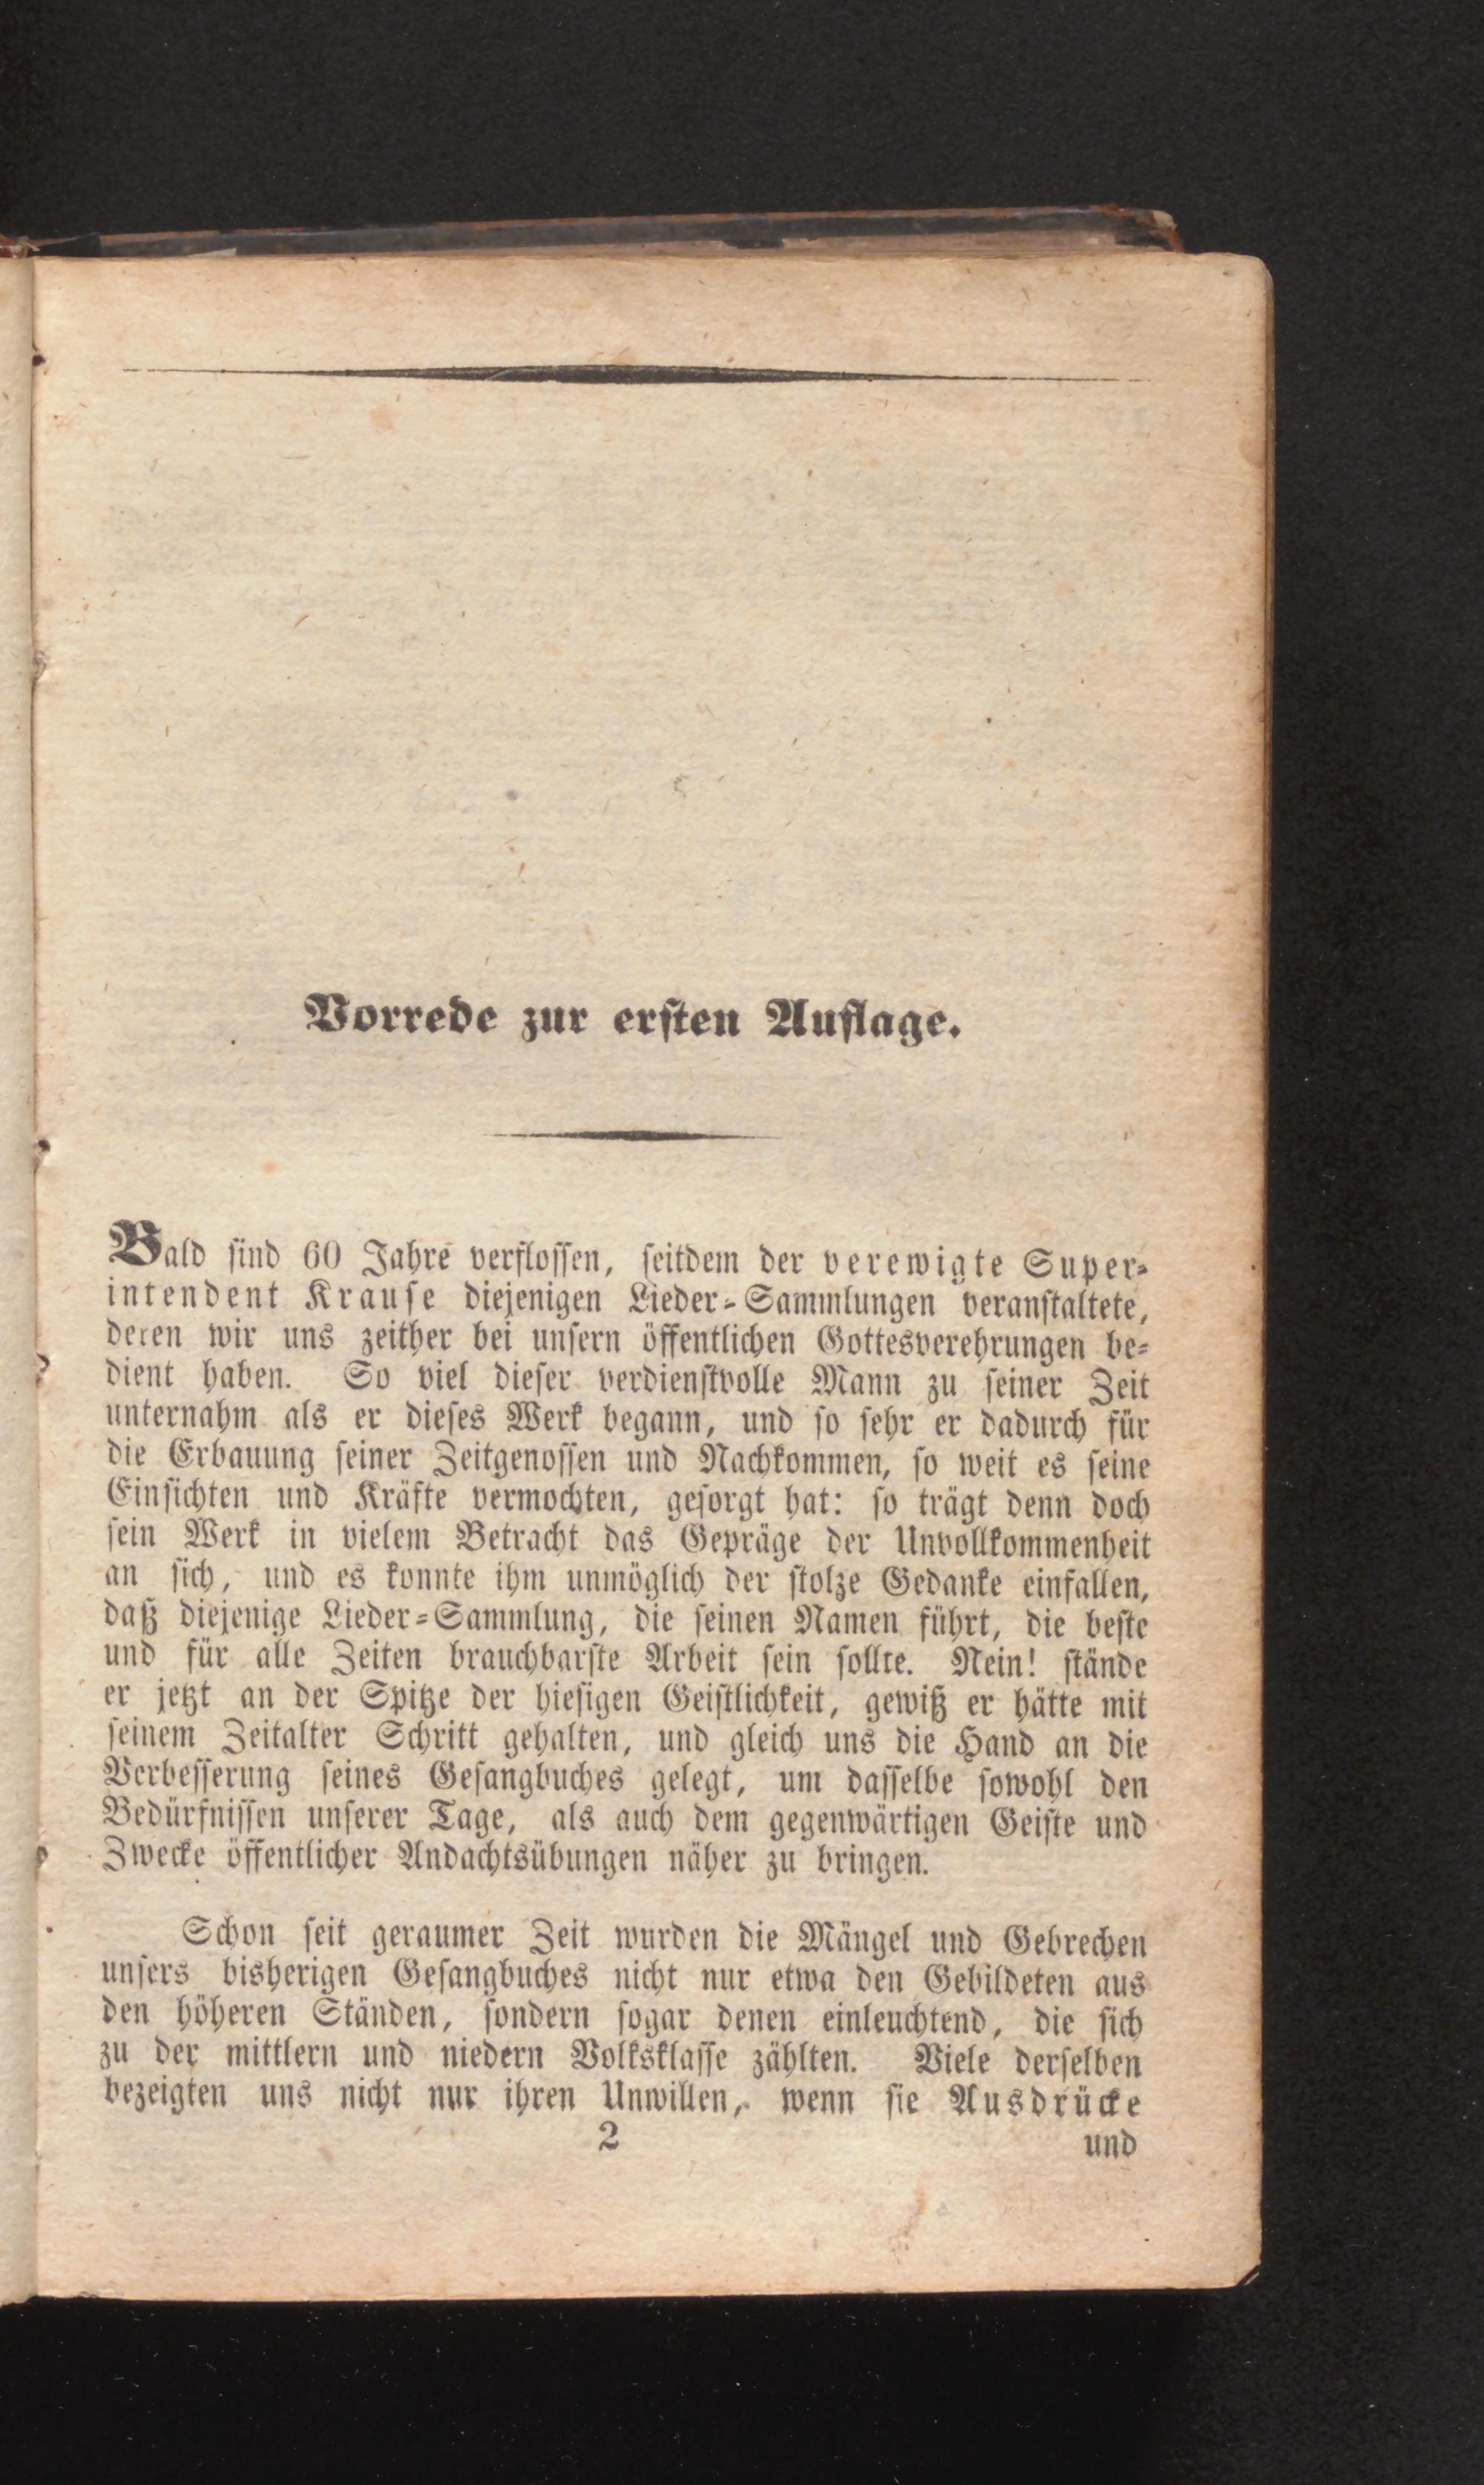 Vorrede zur ersten Auflage.
Bald sind 60 Jahre verflossen, seitdem der verewigte Super-
intendent Krause diejenigen Lieder-Sammlungen veranstaltete,
deren wir uns zeither bei unsern öffentlichen Gottesverehrungen be-
dient haben. So viel dieser verdienstvolle Mann zu seiner Zeit
unternahm als er dieses Werk begann, und so sehr er dadurch für
die Erbauung seiner Zeitgenossen und Nachkommen, so weit es seine
Einsichten und Kräfte vermochten, gesorgt hat: so trägt denn doch
sein Werk in vielem Betracht das Gepräge der Unvollkommenheit
an sich, und es konnte ihm unmöglich der stolze Gedanke einfallen,
daß diejenige Lieder-Sammlung, die seinen Namen führt, die beste
und für alle Zeiten brauchbarste Arbeit sein sollte. Nein! stände
er jetzt an der Spitze der hiesigen Geistlichkeit, gewiß er hätte mit
seinem Zeitalter Schritt gehalten, und gleich uns die Hand an die
Verbesserung seines Gesangbuches gelegt, um dasselbe sowohl den
Bedürfnissen unserer Tage, als auch dem gegenwärtigen Geiste und
Zwecke öffentlicher Andachtsübungen näher zu bringen.
Schon seit geraumer Zeit wurden die Mängel und Gebrechen
unsers bisherigen Gesangbuches nicht nur etwa den Gebildeten aus
den höheren Ständen, sondern sogar denen einleuchtend, die sich
zu der mittlern und niedern Volksklasse zählten. Viele derselben
bezeigten uns nicht nur ihren Unwillen, wenn sie Ausdrücke
2
und